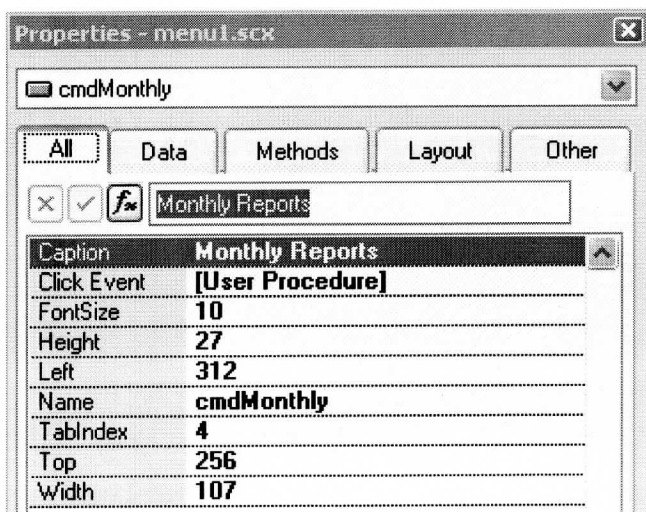 Properties - menu1.scx
cmdMonthly
All Data Methods Layout Other
fx Monthly Reports
Caption Monthly Reports
Click Event [User Procedure]
FontSize 10
Height 27
Left 312
Name cmdMonthly
TabIndex 4
Top 256
Width 107